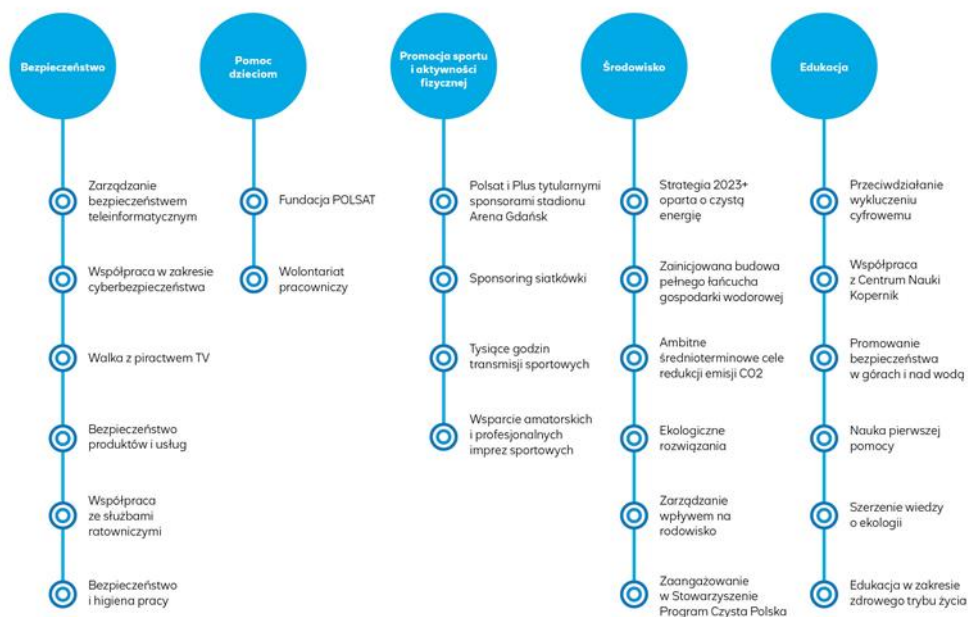 Bezpieczeństwo
Zarządzanie
bezpieczeństwem
teleinformatycznym
Współpraca w zakresie
cyberbezpieczeństwa
Walka z piractwem TV
Bezpieczeństwo
produktów i usług
Współpraca
ze służbami
ratowniczymi
Bezpieczeństwo
i higiena pracy
Pomoc
dzieciom
Fundacja POLSAT
Wolontariat
pracowniczy
Promocja sportu
i aktywności
fizycznej
Polsat i Plus tytularnymi
sponsorami stadionu
Arena Gdańsk
Sponsoring siatkówki
Tysiące godzin
transmisji sportowych
Wsparcie amatorskich
i profesjonalnych
imprez sportowych
Środowisko
Strategia 2023+
oparta o czystą
energię
Zainicjowana budowa
pełnego łańcucha
gospodarki wodorowej
Ambitne
średnioterminowe cele
redukcji emisji CO2
Ekologiczne
rozwiązania
Zarządzanie
wpływem na
rodowisko
Zaangażowanie
w Stowarzyszenie
Program Czysta Polska
Edukacja
Przeciwdziałanie
wykluczeniu
cyfrowemu
Współpraca
z Centrum Nauki
Kopernik
Promowanie
bezpieczeństwa
w górach i nad wodą
Nauka pierwszej
pomocy
Szerzenie wiedzy
o ekologii
Edukacja w zakresie
zdrowego trybu życia